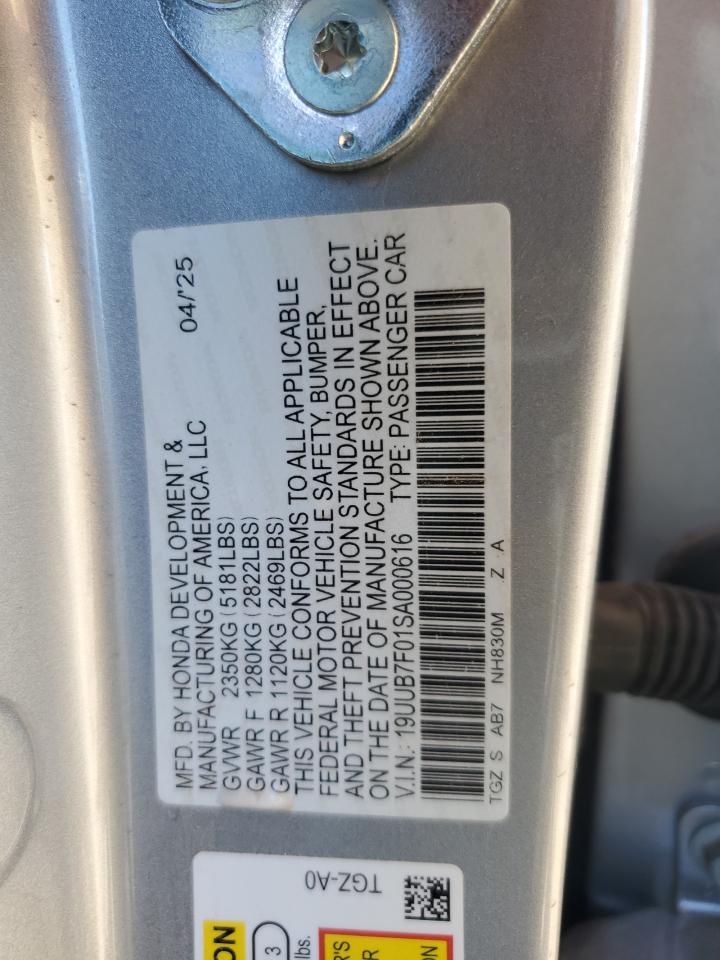 04/'25
MFD. BY HONDA DEVELOPMENT &
MANUFACTURING OF AMERICA, LLC
GVWR 2350KG (5181LBS)
GAWR F 1280KG (2822LBS)
GAWR R 1120KG (2469LBS)
THIS VEHICLE CONFORMS TO ALL APPLICABLE
FEDERAL MOTOR VEHICLE SAFETY, BUMPER,
AND THEFT PREVENTION STANDARDS IN EFFECT
ON THE DATE OF MANUFACTURE SHOWN ABOVE.
V.I.N.: 19UUB7F01SA000616 TYPE: PASSENGER CAR
TGZ S AB7 NH830M Z A
TGZ-A0
3
lbs.